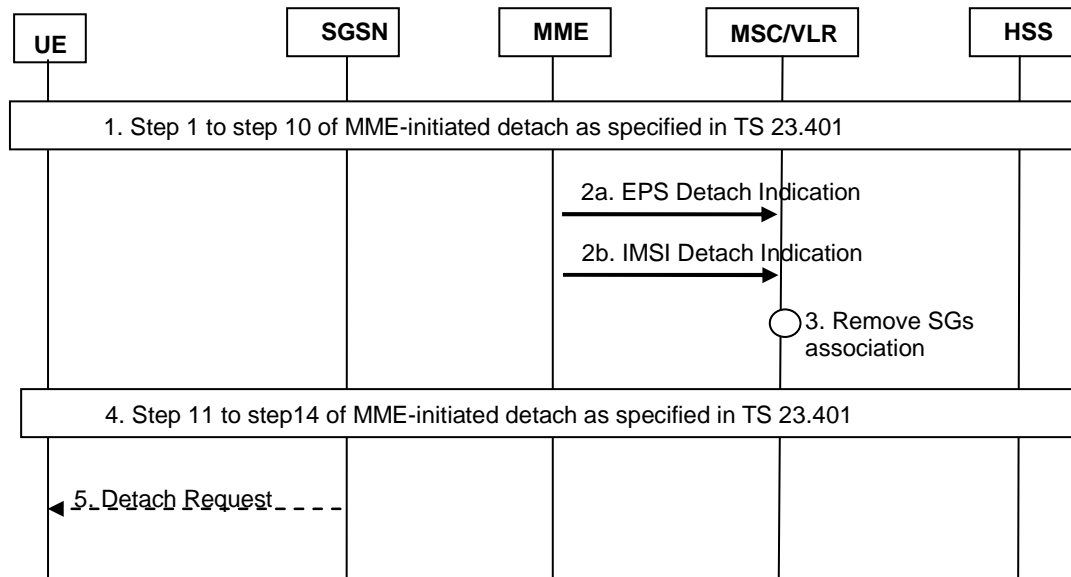 UE
SGSN
MME
MSC/VLR
HSS
1. Step 1 to step 10 of MME-initiated detach as specified in TS 23.401
2a. EPS Detach Indication
2b. IMSI Detach Indication
3. Remove SGs
association
4. Step 11 to step14 of MME-initiated detach as specified in TS 23.401
5. Detach Request